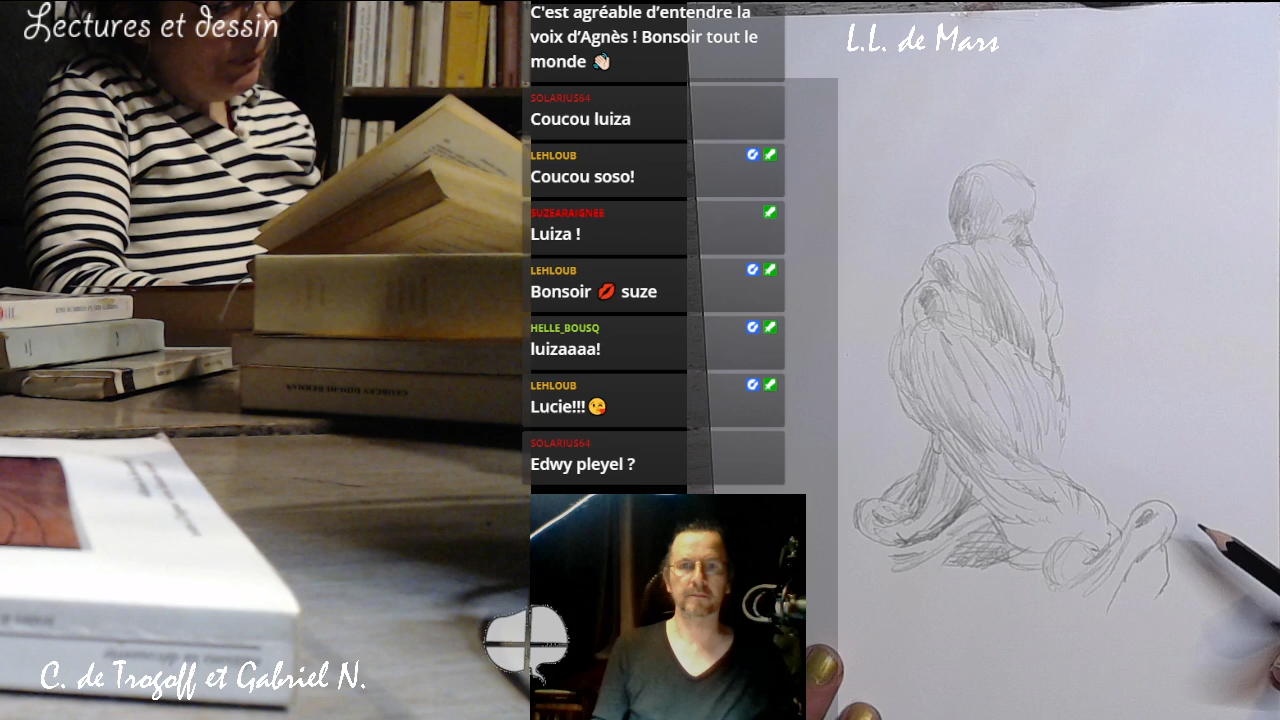 Lectures et dessin
C'est agréable d'entendre la
voix d'Agnès ! Bonsoir tout le
monde 👋🏻
SOLARIUS64
Coucou luiza
LEHLOUB
Coucou soso!
SUZEARAIGNEE
Luiza !
LEHLOUB
Bonsoir 💋 suze
HELLE_BOUSQ
luizaaaa!
LEHLOUB
Lucie!!!😘
SOLARIUS64
Edwy pleyel ?
L.L. de Mars
C. de Trogoff et Gabriel N.